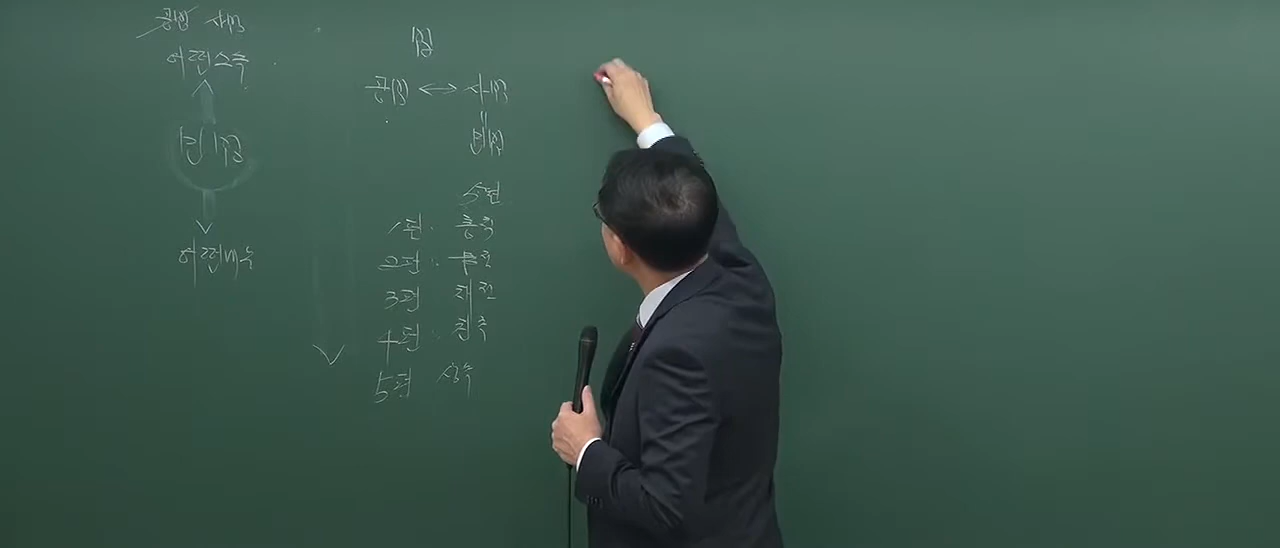 공법 사법
어떤소속
민법
어떤내용
법
공법 ↔ 사법
=
민법
5편
1편. 총칙
2편. 물권
3편 채권
4편. 친족
5편 상속